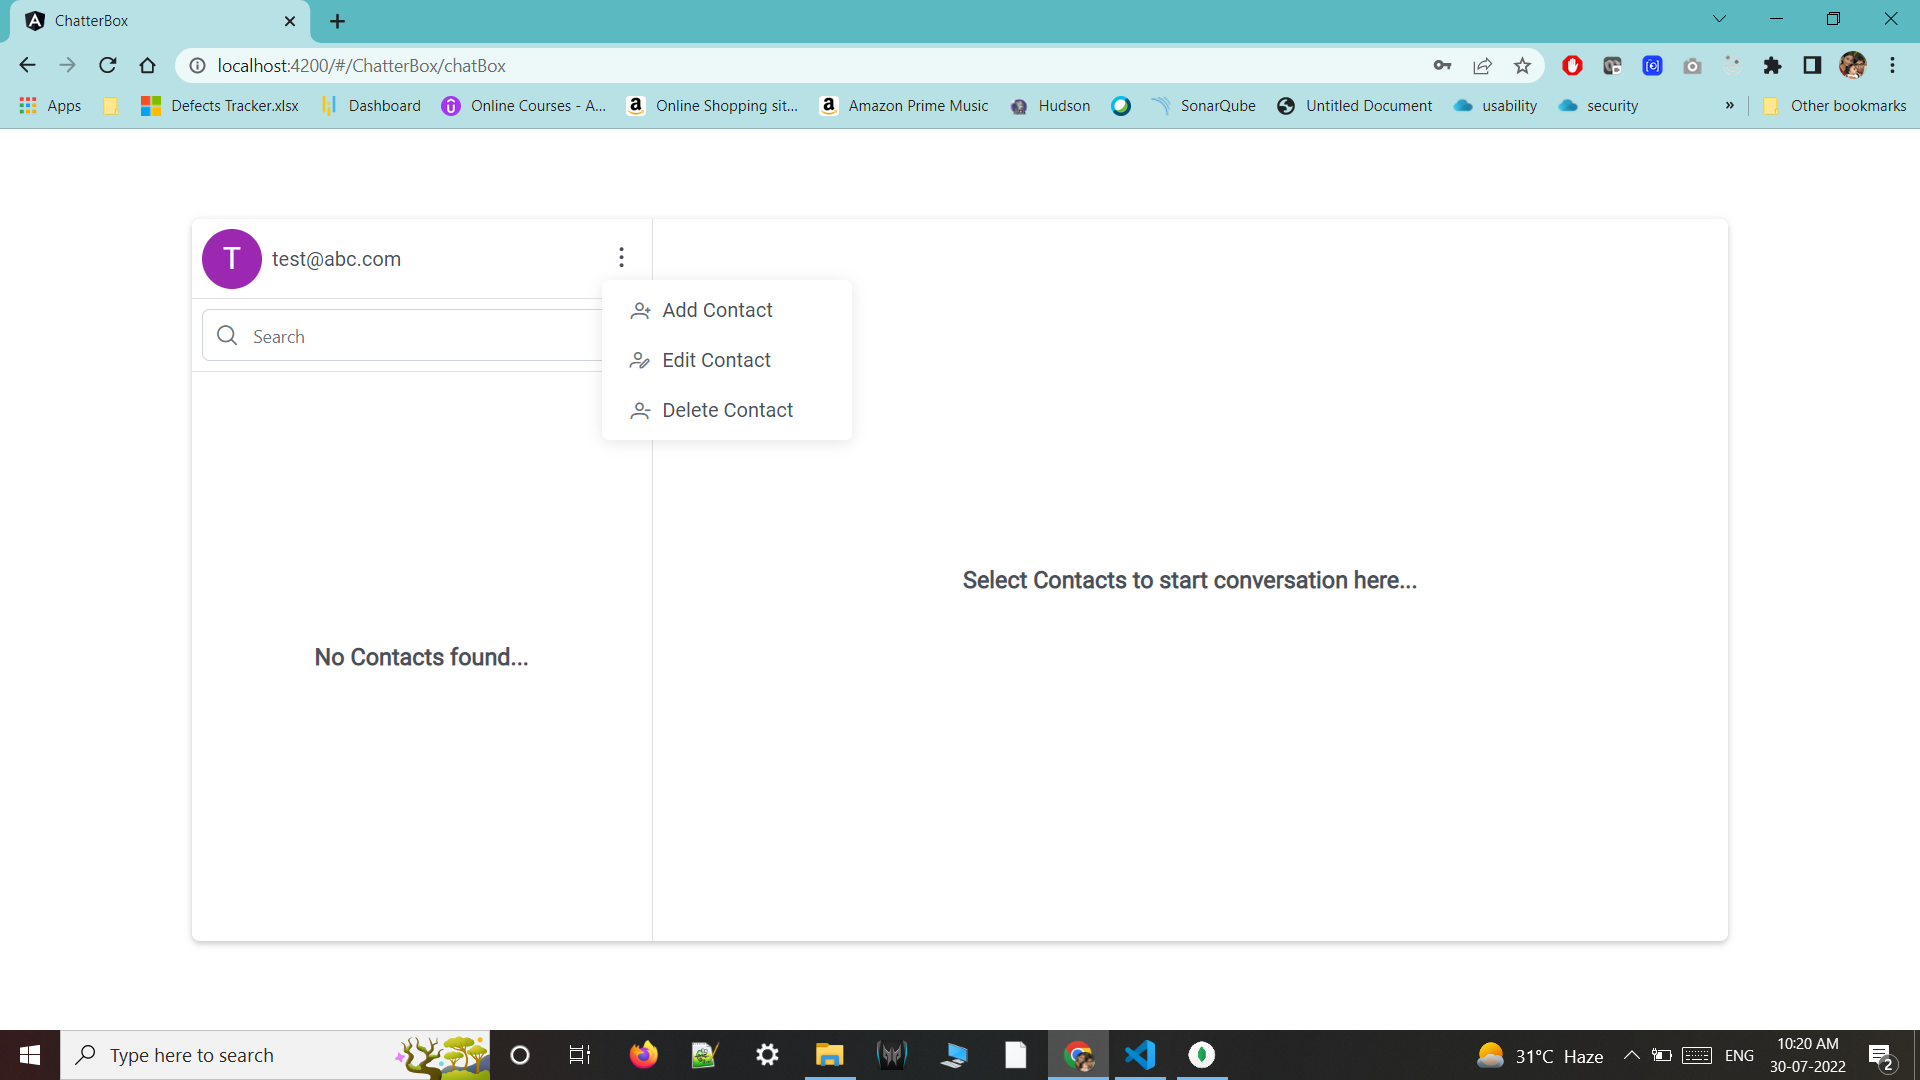 ChatterBox
localhost:4200/#/ChatterBox/chatBox
Apps Defects Tracker.xlsx Dashboard Online Courses - A... Online Shopping sit... Amazon Prime Music Hudson SonarQube Untitled Document usability security » Other bookmarks
T test@abc.com
Search
Add Contact
Edit Contact
Delete Contact
No Contacts found...
Select Contacts to start conversation here...
Type here to search
31°C Haze
ENG
10:20 AM
30-07-2022
2